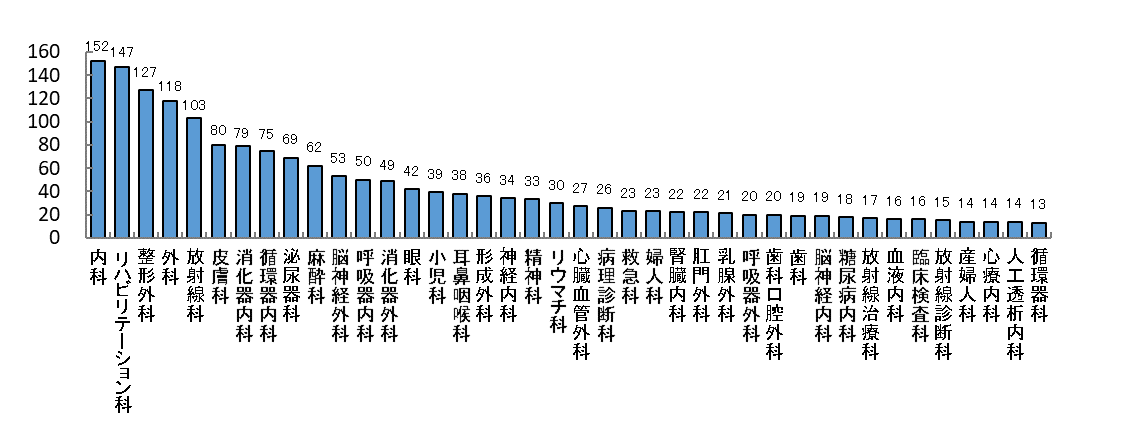 160
140
120
100
80
60
40
20
0
152
147
127
118
103
80
79
75
69
62
53
50
49
42
39
38
36
34
33
30
27
26
23
23
22
22
21
20
20
19
19
18
17
16
16
15
14
14
14
13
内科
リハビリテーション科
整形外科
外科
放射線科
皮膚科
消化器内科
循環器内科
泌尿器科
麻酔科
脳神経外科
呼吸器内科
消化器外科
眼科
小児科
耳鼻咽喉科
形成外科
神経内科
精神科
リウマチ科
心臓血管外科
病理診断科
救急科
婦人科
腎臓内科
肛門外科
乳腺外科
呼吸器外科
歯科口腔外科
歯科
脳神経内科
糖尿病内科
放射線治療科
血液内科
臨床検査科
放射線診断科
産婦人科
心療内科
人工透析内科
循環器科